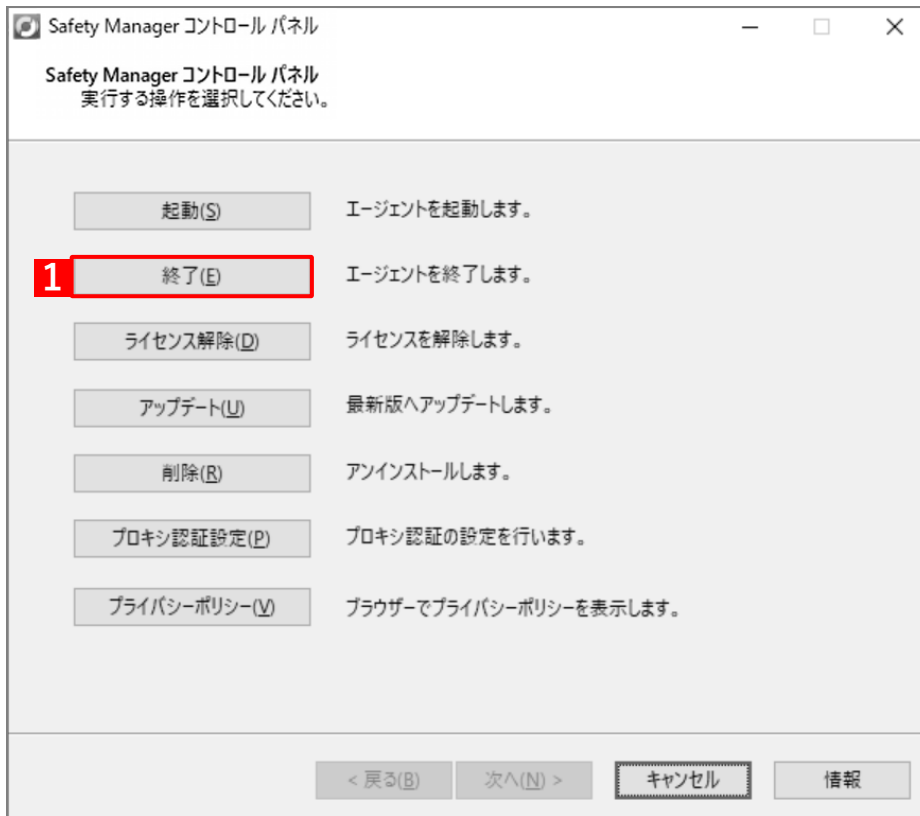 Safety Manager コントロール パネル
Safety Manager コントロール パネル
実行する操作を選択してください。
起動(S) エージェントを起動します。
1 終了(E) エージェントを終了します。
ライセンス解除(D) ライセンスを解除します。
アップデート(U) 最新版へアップデートします。
削除(R) アンインストールします。
プロキシ認証設定(P) プロキシ認証の設定を行います。
プライバシーポリシー(V) ブラウザーでプライバシーポリシーを表示します。
< 戻る(B) 次へ(N) > キャンセル 情報